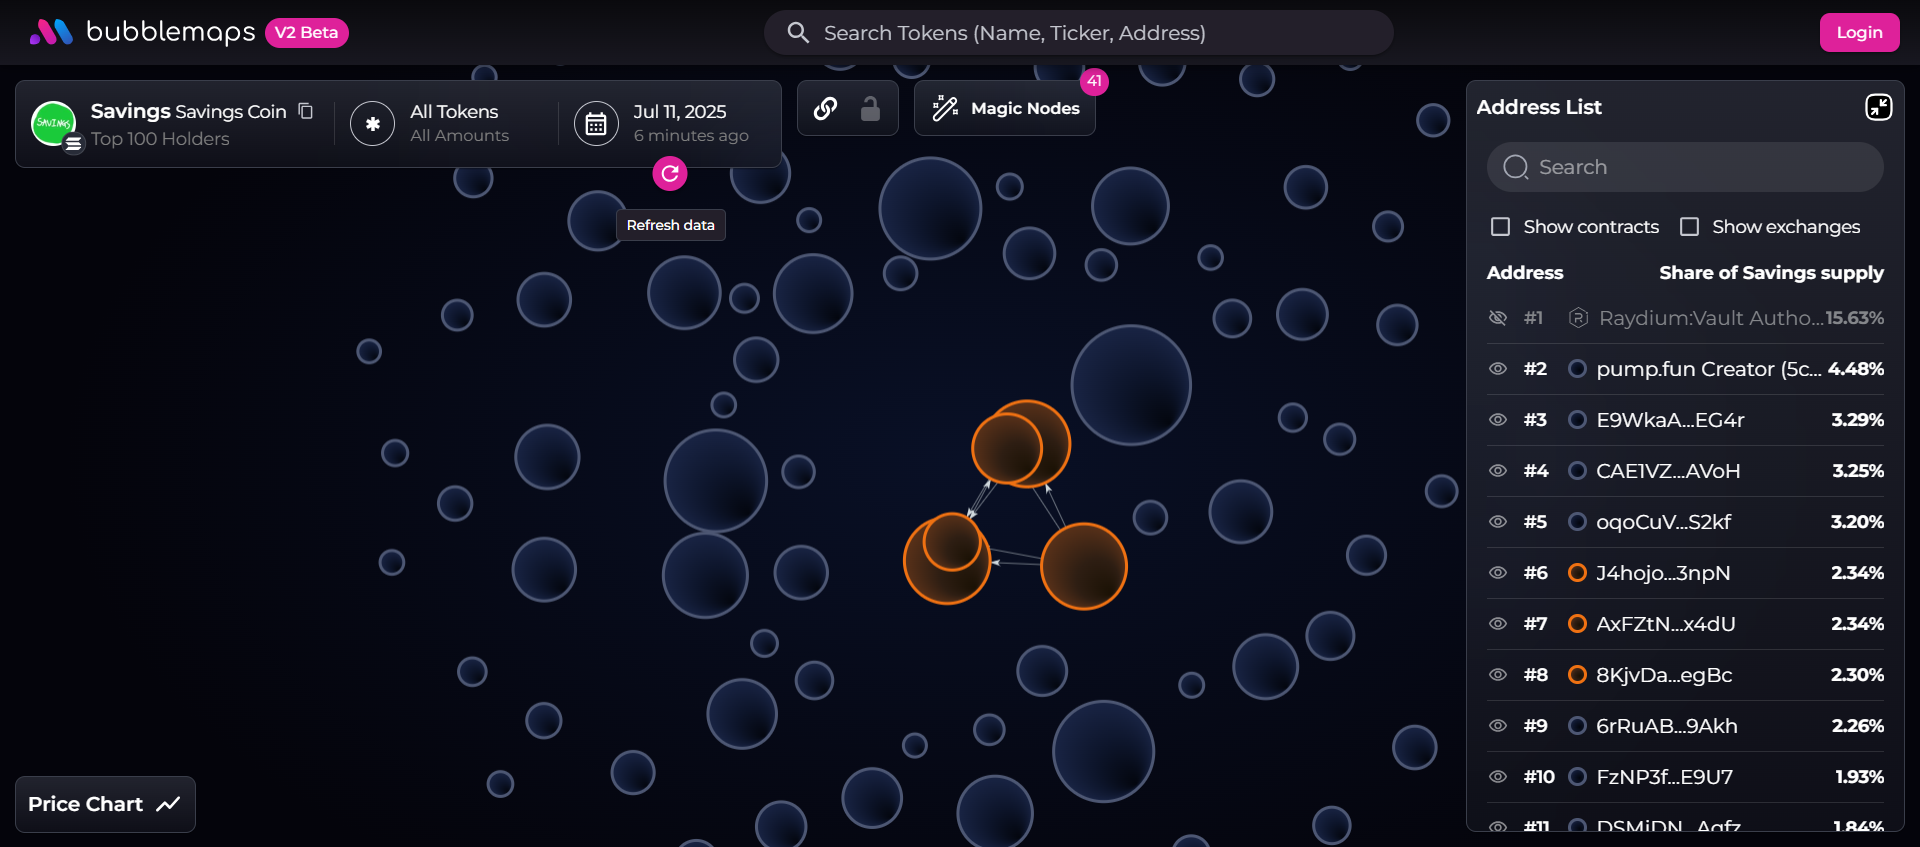 bubblemaps V2 Beta
Search Tokens (Name, Ticker, Address)
Login
SAVINGS
Savings Savings Coin
Top 100 Holders
All Tokens
All Amounts
Jul 11, 2025
6 minutes ago
Refresh data
Magic Nodes
41
Address List
Search
Show contracts
Show exchanges
Address Share of Savings supply
#1 Raydium:Vault Autho... 15.63%
#2 pump.fun Creator (5c... 4.48%
#3 E9WkaA...EG4r 3.29%
#4 CAE1VZ...AVoH 3.25%
#5 oqoCuV...S2kf 3.20%
#6 J4hojo...3npN 2.34%
#7 AxFZtN...x4dU 2.34%
#8 8KjvDa...egBc 2.30%
#9 6rRuAB...9Akh 2.26%
#10 FzNP3f...E9U7 1.93%
#11 1.84%
Price Chart